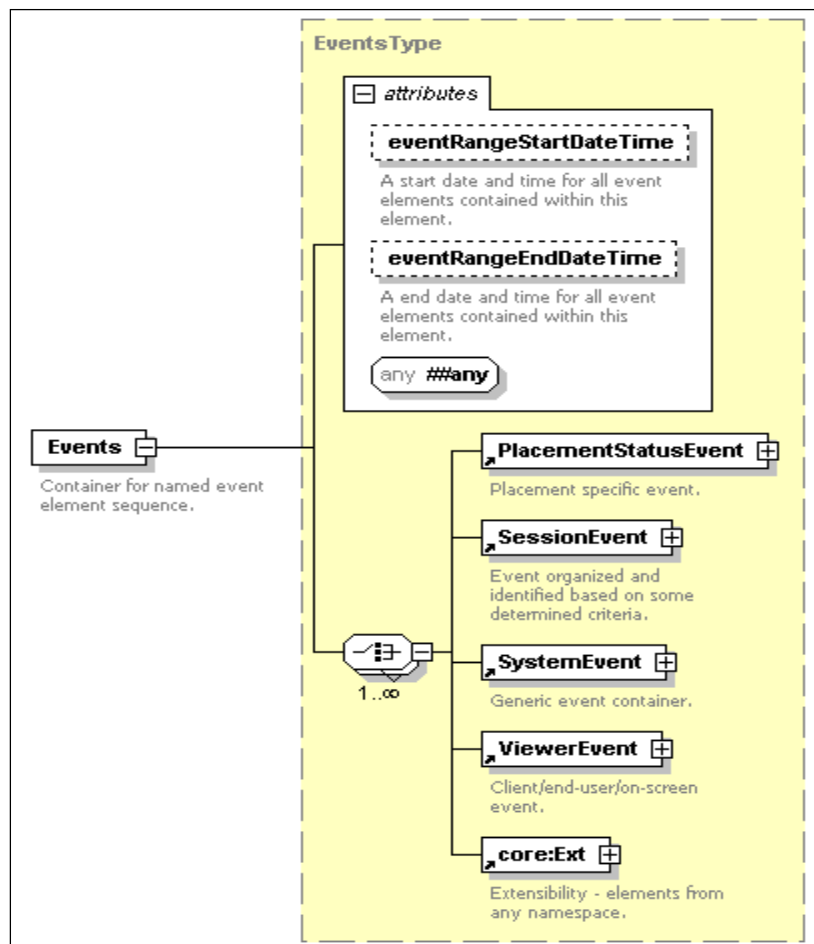 EventsType
attributes
eventRangeStartDateTime
A start date and time for all event
elements contained within this
element.
eventRangeEndDateTime
A end date and time for all event
elements contained within this
element.
any ##any
Events
Container for named event
element sequence.
PlacementStatusEvent
Placement specific event.
SessionEvent
Event organized and
identified based on some
determined criteria.
1..∞
SystemEvent
Generic event container.
ViewerEvent
Client/end-user/on-screen
event.
core:Ext
Extensibility - elements from
any namespace.